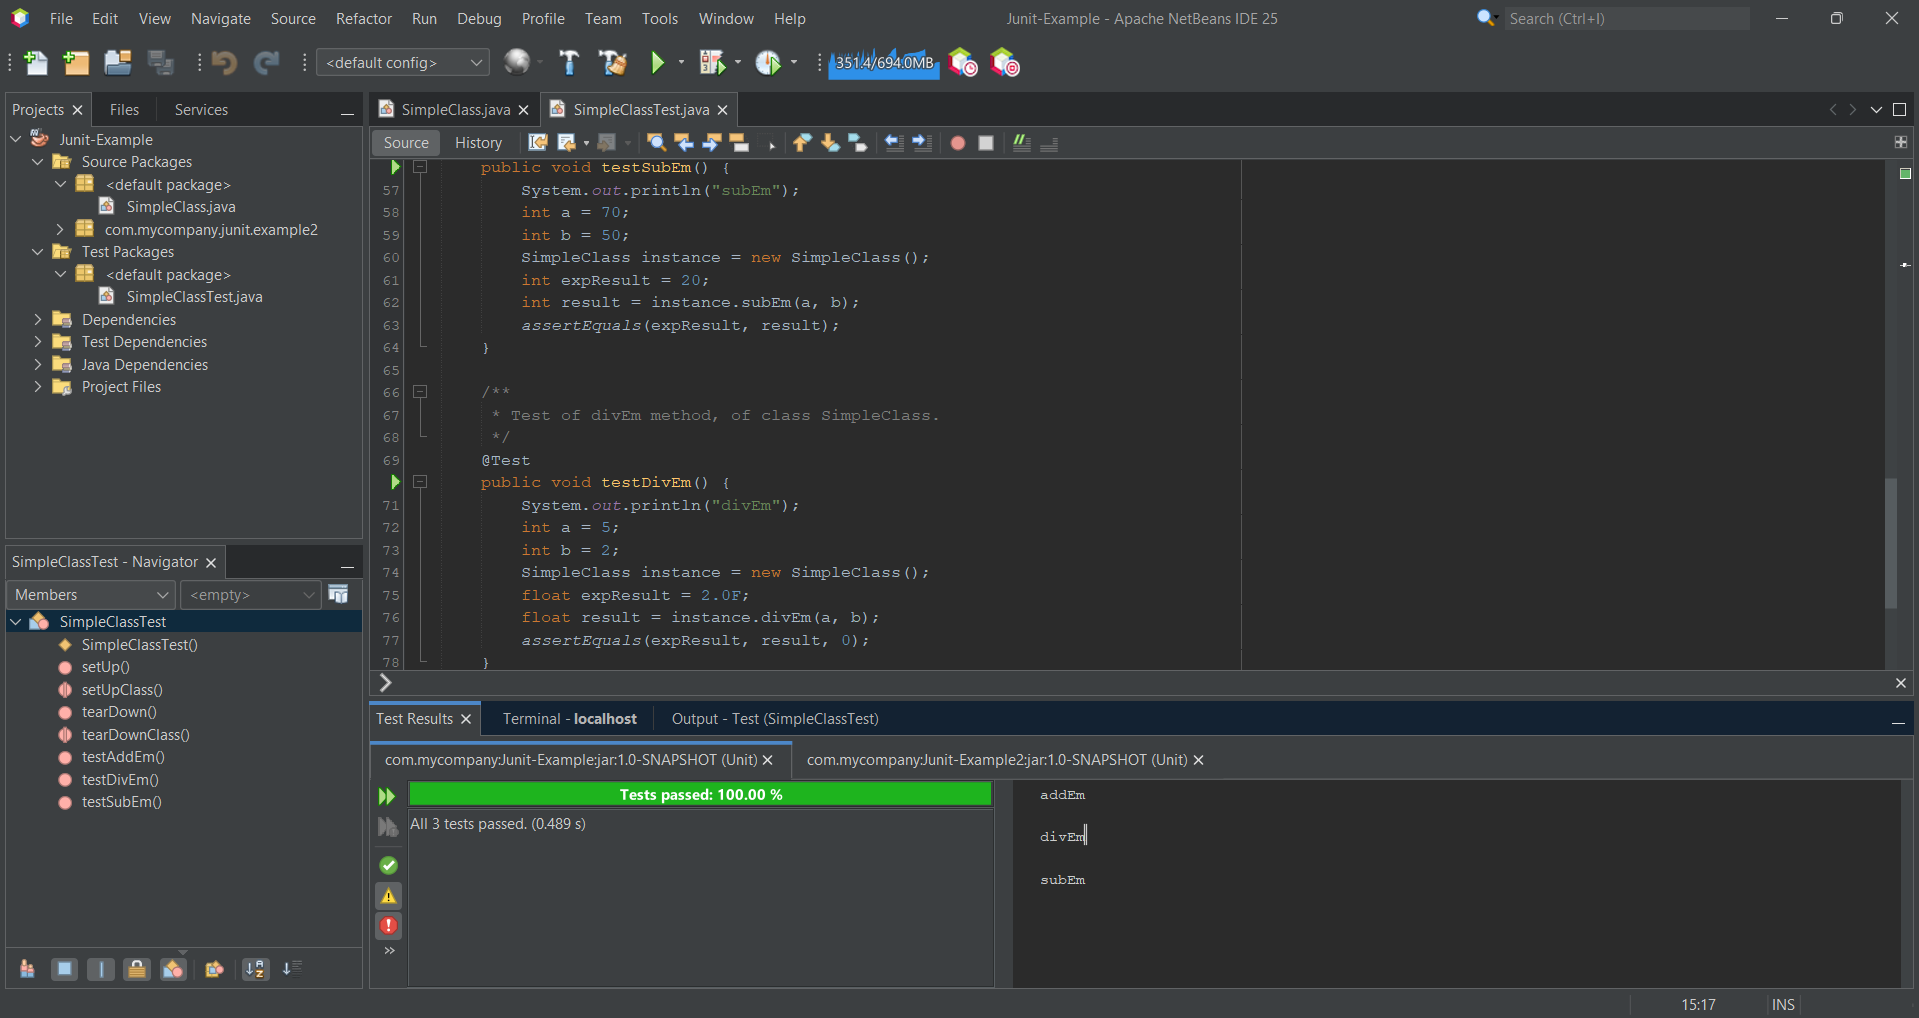 File Edit View Navigate Source Refactor Run Debug Profile Team Tools Window Help
Junit-Example - Apache NetBeans IDE 25
Search (Ctrl+I)
<default config>
351.4/694.0MB
Projects Files Services
Junit-Example
Source Packages
<default package>
SimpleClass.java
com.mycompany.junit.example2
Test Packages
<default package>
SimpleClassTest.java
Dependencies
Test Dependencies
Java Dependencies
Project Files
SimpleClassTest - Navigator
Members <empty>
SimpleClassTest
SimpleClassTest()
setUp()
setUpClass()
tearDown()
tearDownClass()
testAddEm()
testDivEm()
testSubEm()
SimpleClass.java SimpleClassTest.java
Source History
public void testSubEm() {
57 System.out.println("subEm");
58 int a = 70;
59 int b = 50;
60 SimpleClass instance = new SimpleClass();
61 int expResult = 20;
62 int result = instance.subEm(a, b);
63 assertEquals(expResult, result);
64 }
65
66 /**
67 * Test of divEm method, of class SimpleClass.
68 */
69 @Test
public void testDivEm() {
71 System.out.println("divEm");
72 int a = 5;
73 int b = 2;
74 SimpleClass instance = new SimpleClass();
75 float expResult = 2.0F;
76 float result = instance.divEm(a, b);
77 assertEquals(expResult, result, 0);
78 }
Test Results Terminal - localhost Output - Test (SimpleClassTest)
com.mycompany:Junit-Example:jar:1.0-SNAPSHOT (Unit) com.mycompany:Junit-Example2:jar:1.0-SNAPSHOT (Unit)
Tests passed: 100.00 %
All 3 tests passed. (0.489 s)
addEm
divEm
subEm
15:17 INS